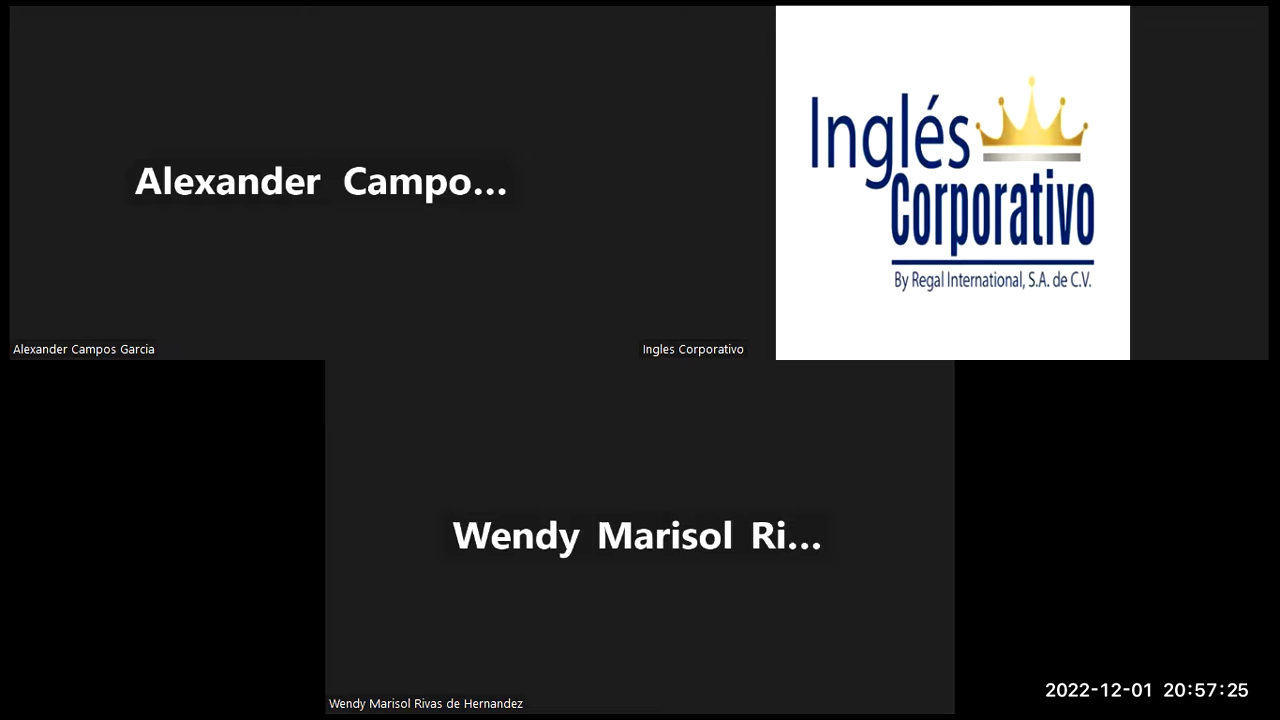 Alexander Campo...
Alexander Campos Garcia
Inglés
Corporativo
By Regal International, S.A. de C.V.
Ingles Corporativo
Wendy Marisol Ri...
Wendy Marisol Rivas de Hernandez
2022-12-01 20:57:25